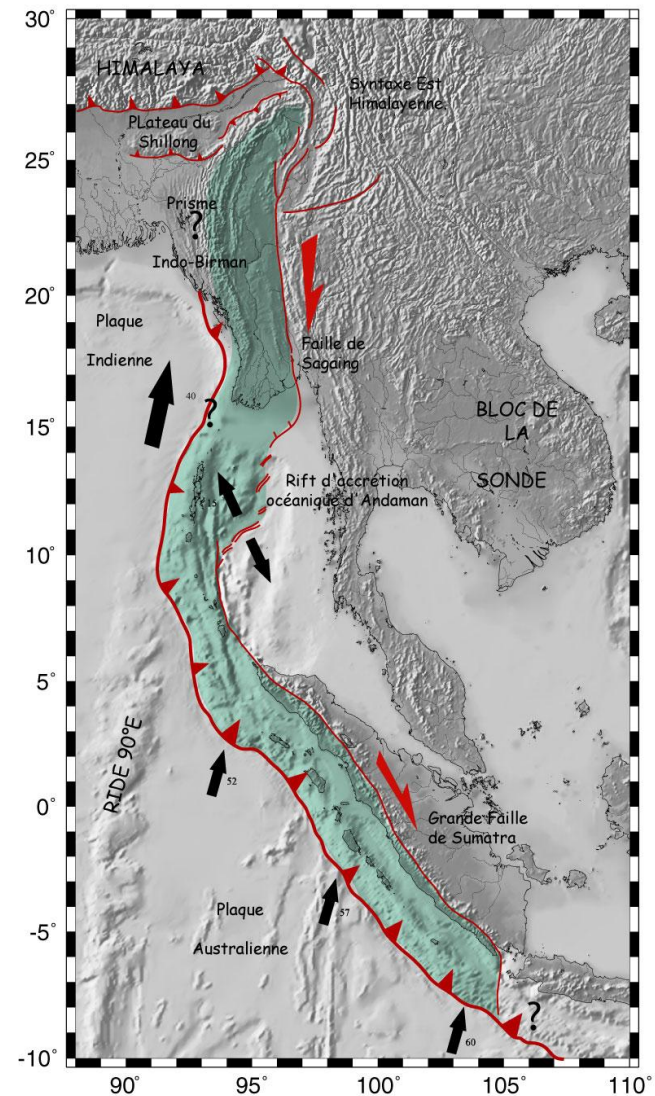 30°
HIMALAYA
Syntaxe Est
Himalayenne
PLateau du
Shillong
25°
Prisme
?
Indo-Birman
20°
Plaque
Indienne
Faille de
Sagaing
40
?
BLOC DE
LA
SONDE
15°
Rift d'accrétion
océanique d'Andaman
15
10°
5°
RIDE 90°E
52
0°
Grande Faille
de Sumatra
57
Plaque
Australienne
-5°
?
60
-10°
90°
95°
100°
105°
110°